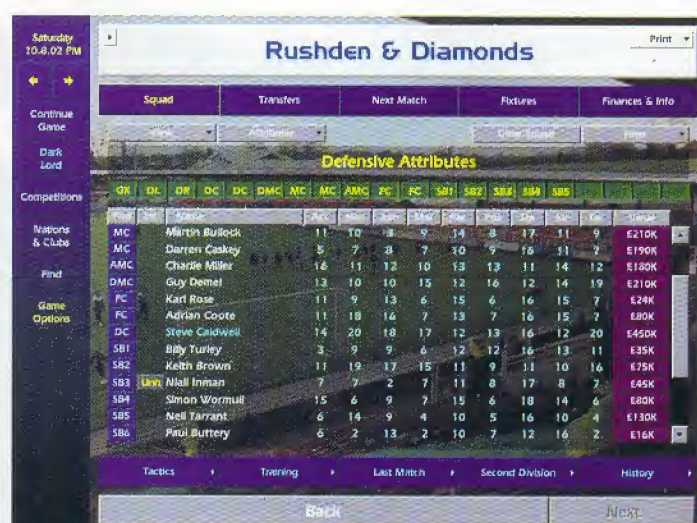 Saturday
10.8.02 PM
Continue
Game
Dark
Lord
Competitions
Nations
& Clubs
Find
Game
Options
Rushden & Diamonds
Print
Squad Transfers Next Match Fixtures Finances & Info
Attributes
Defensive Attributes
GK DL DR DC DC DMC MC MC AMC FC FC SB1 SB2 SB3 SB4 SB5
Name
MC Martin Bullock 11 10 9 14 8 17 11 9 £210K
MC Darren Caskey 5 7 8 7 10 9 16 11 7 £190K
AMC Charlie Miller 16 11 12 10 13 13 11 14 12 £180K
DMC Guy Demel 13 10 10 15 12 16 12 14 19 £210K
FC Karl Rose 11 9 13 6 15 6 16 15 7 £24K
FC Adrian Coote 11 18 16 7 13 7 16 15 7 £80K
DC Steve Caldwell 14 20 18 17 12 13 16 12 20 £450K
SB1 Billy Turley 3 9 9 6 12 12 16 13 11 £35K
SB2 Keith Brown 11 19 17 15 11 9 11 10 16 £75K
SB3 Unh Niall Inman 7 7 2 7 11 8 17 8 7 £45K
SB4 Simon Wormull 15 6 9 7 15 6 18 14 6 £80K
SB5 Neil Tarrant 6 14 9 4 10 5 16 10 4 £130K
SB6 Paul Buttery 6 2 13 2 10 7 12 16 2 £16K
Tactics Training Last Match Second Division History
Back Next